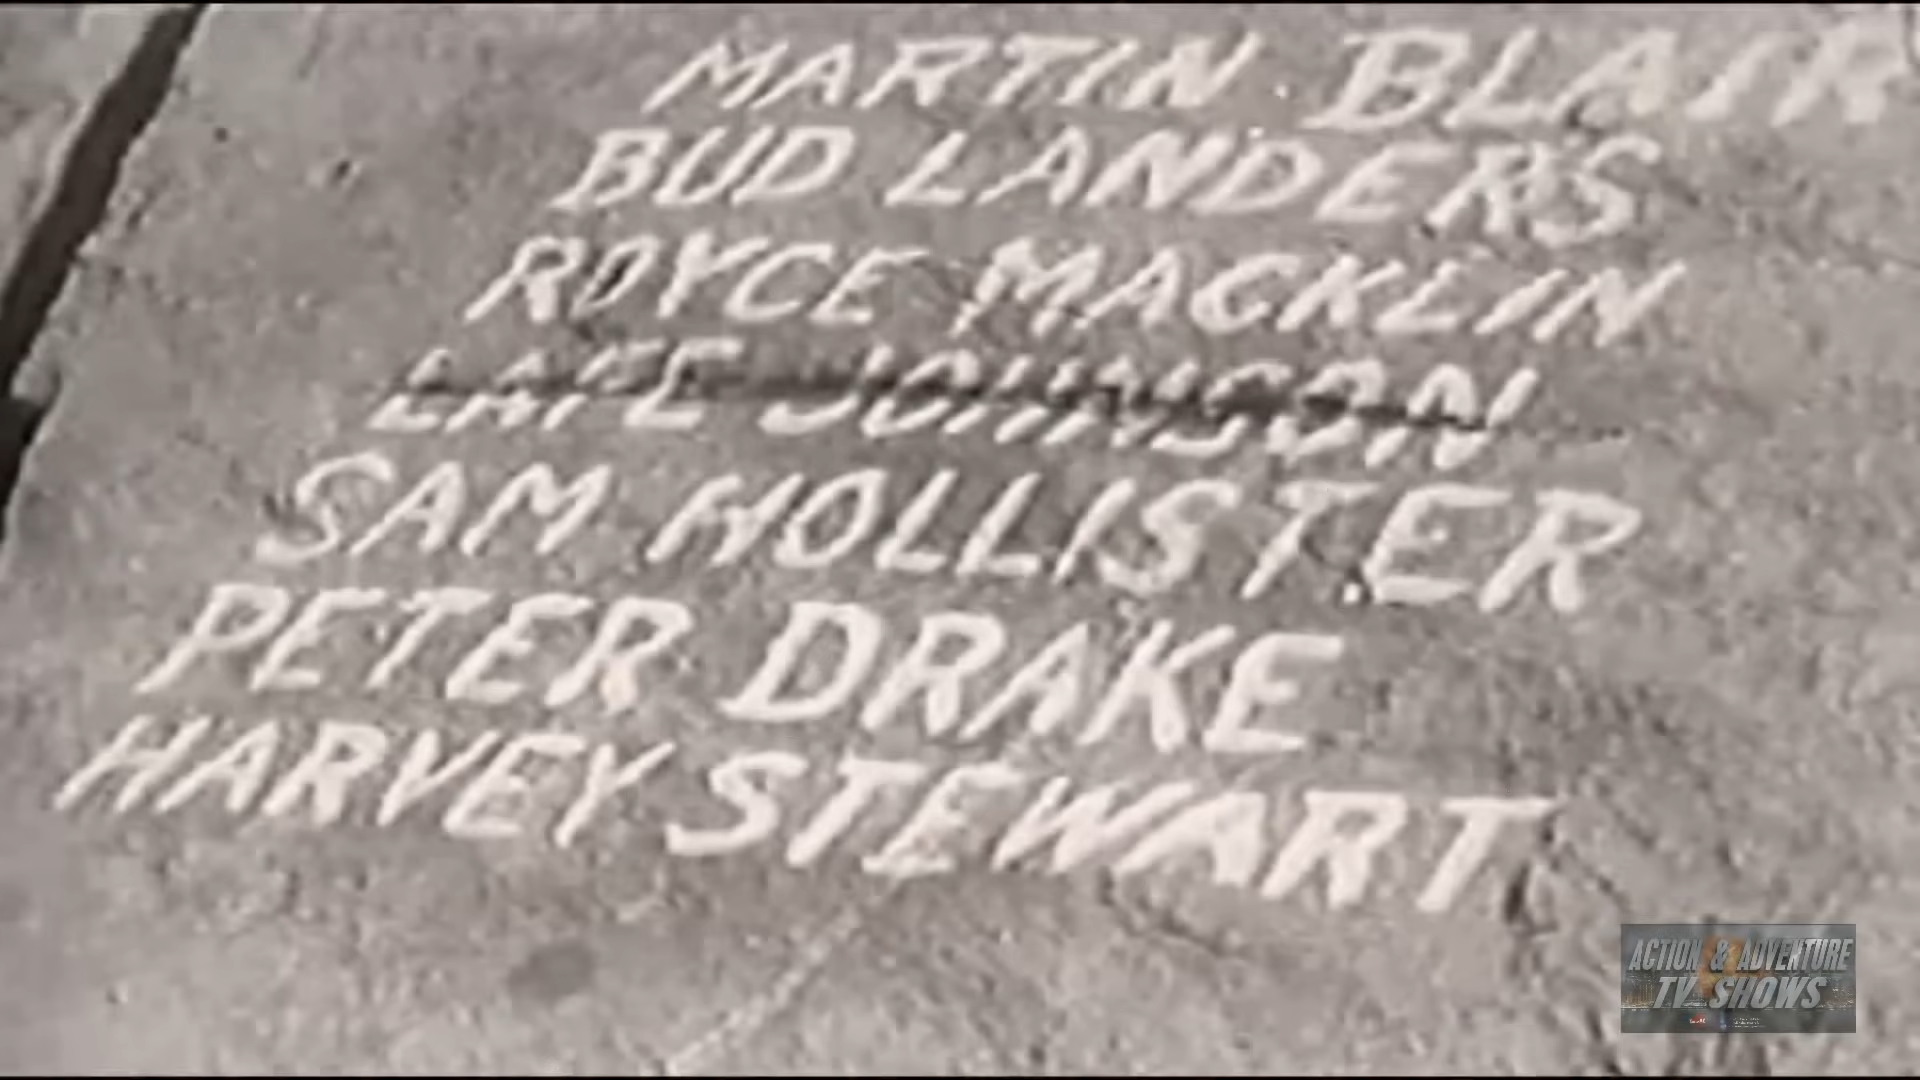 MARTIN BLAIR
BUD LANDERS
ROYCE MACKLIN
LAFE JOHNSON
SAM HOLLISTER
PETER DRAKE
HARVEY STEWART
ACTION & ADVENTURE
TV SHOWS